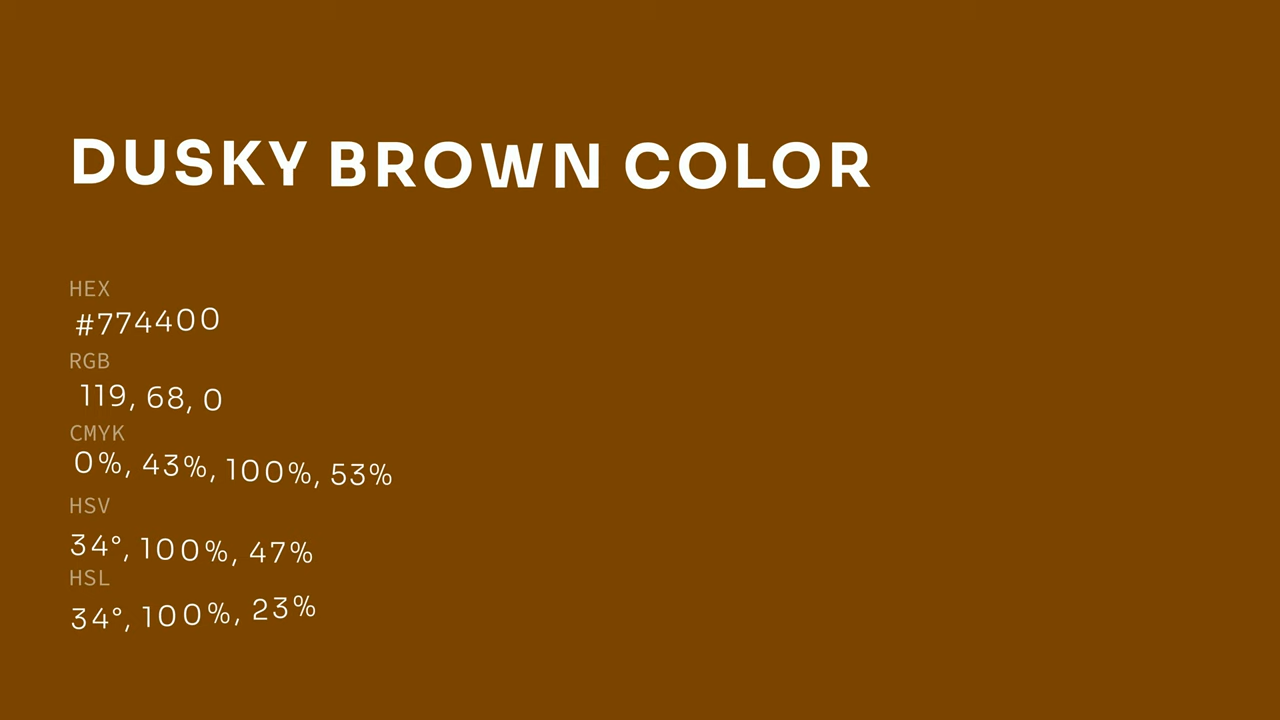 DUSKY BROWN COLOR
HEX
#774400
RGB
119, 68, 0
CMYK
0%, 43%, 100%, 53%
HSV
34°, 100%, 47%
HSL
34°, 100%, 23%